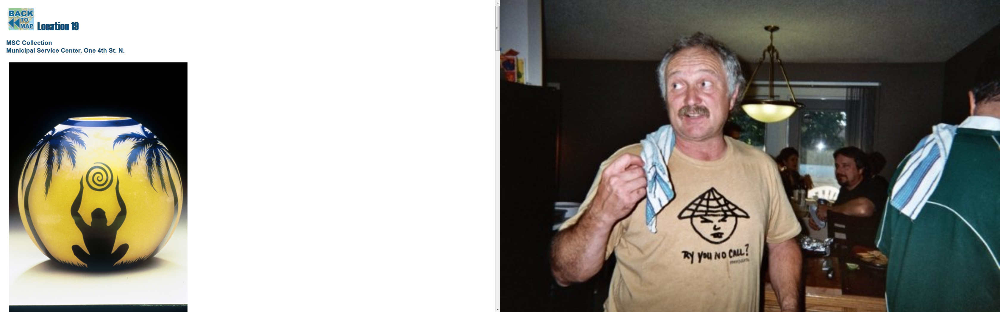 BACK
TO
MAP
Location 19
MSC Collection
Municipal Service Center, One 4th St. N.
RY YOU NO CALL?